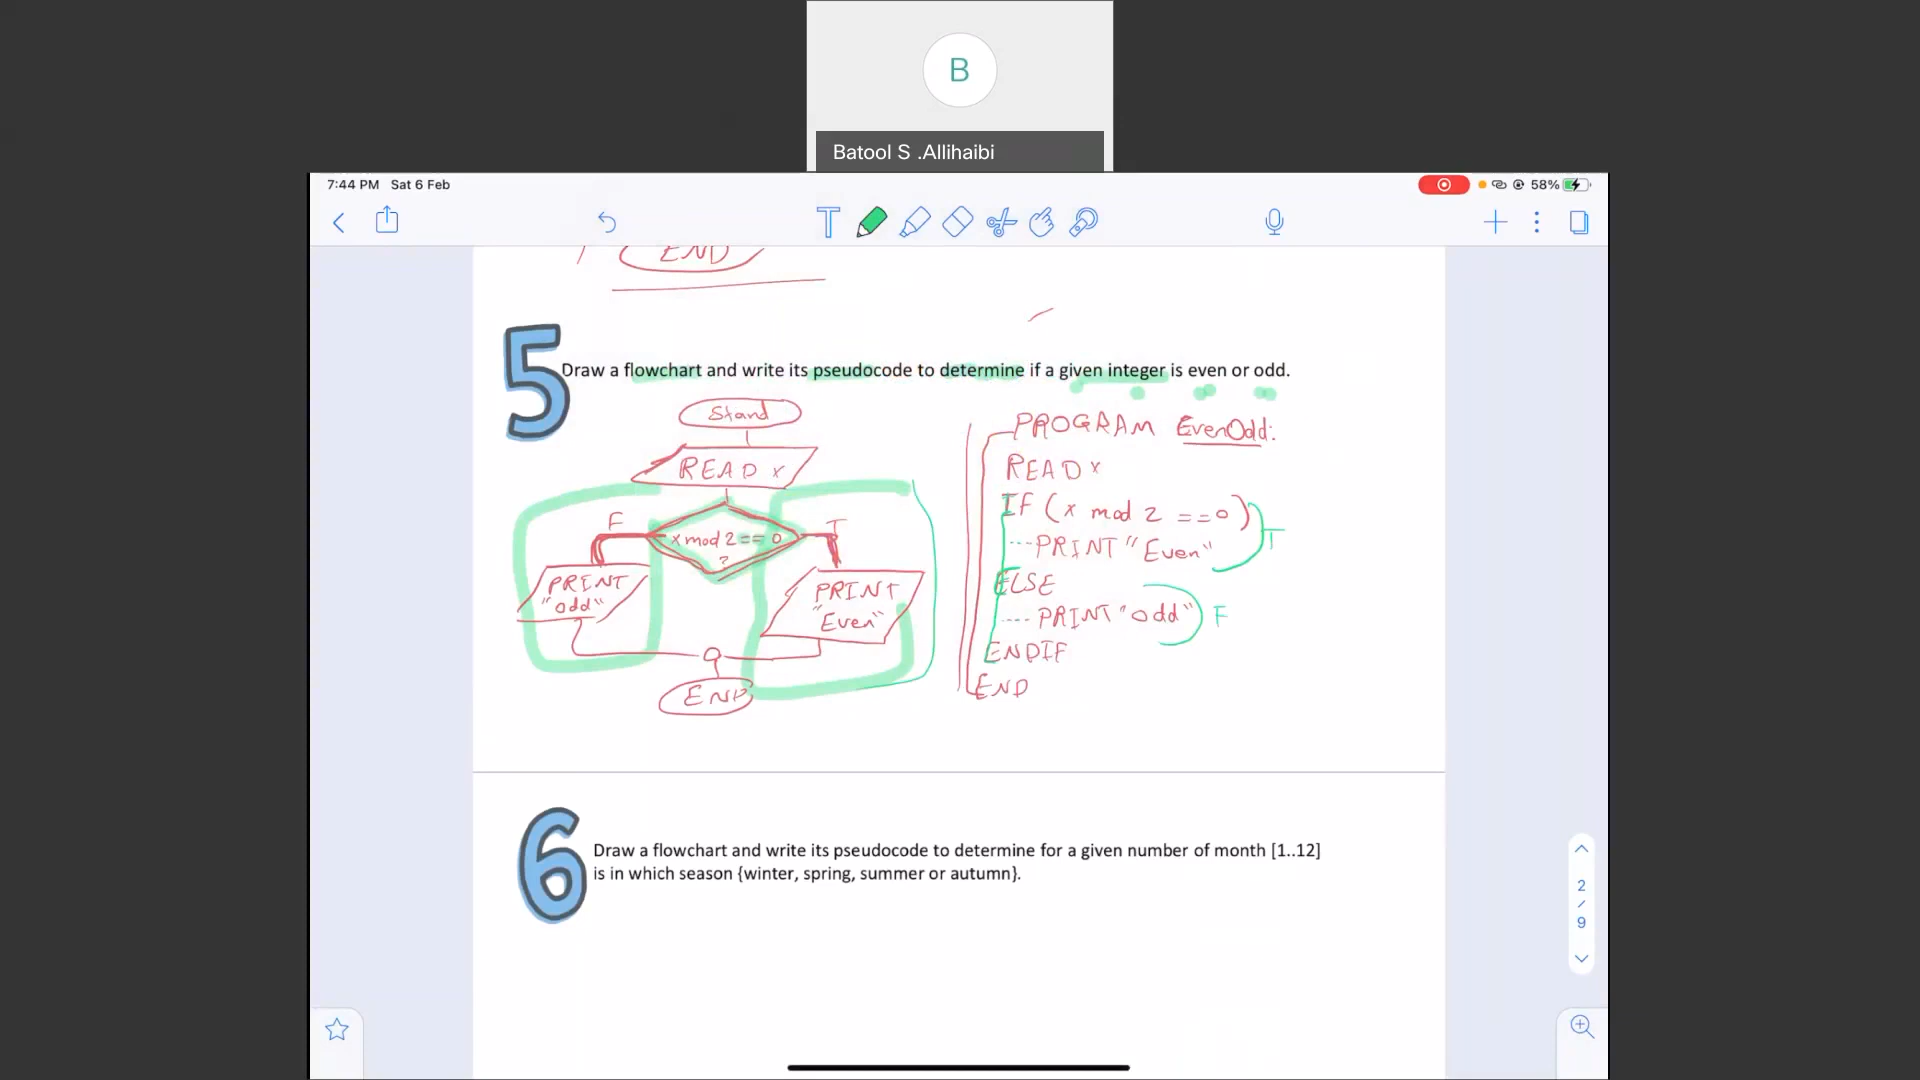 B
Batool S .Allihaibi
7:44 PM Sat 6 Feb
58%
T
END
5
Draw a flowchart and write its pseudocode to determine if a given integer is even or odd.
Stand
READ x
F
x mod 2 == 0
?
T
PRINT
"odd"
PRINT
"Even"
END
PROGRAM EvenOdd:
READ x
IF (x mod 2 ==0)
PRINT "Even"
T
ELSE
PRINT "odd"
F
ENDIF
END
6
Draw a flowchart and write its pseudocode to determine for a given number of month [1..12]
is in which season {winter, spring, summer or autumn}.
2
/
9